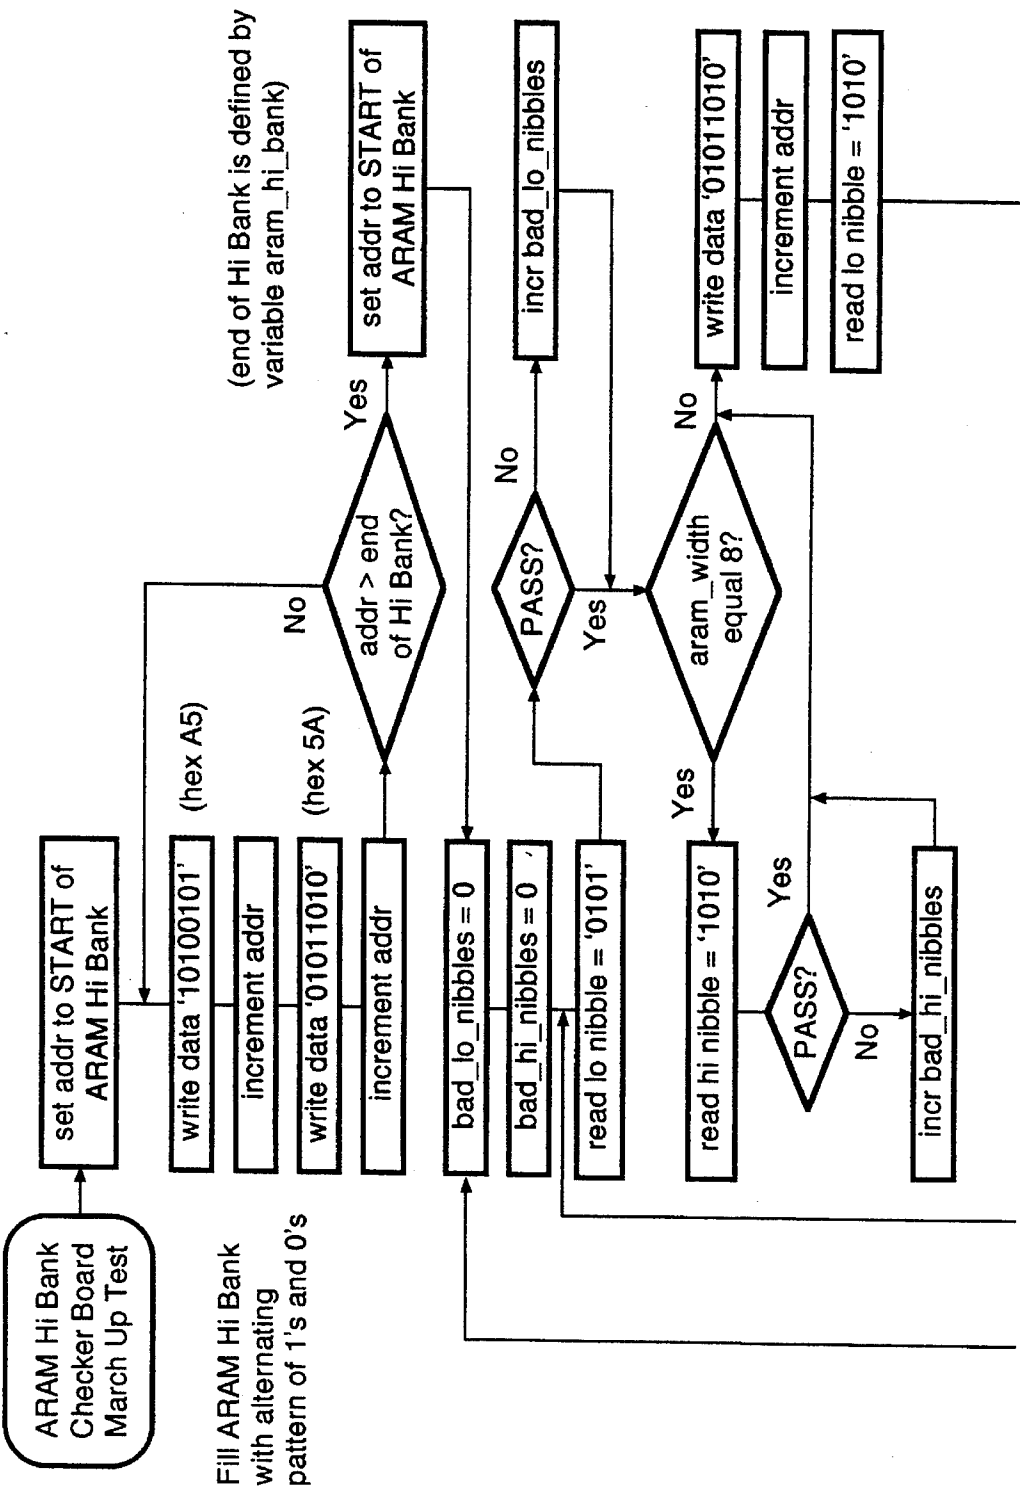 ARAM Hi Bank
Checker Board
March Up Test
set addr to START of
ARAM Hi Bank
Fill ARAM Hi Bank
with alternating
pattern of 1's and 0's
write data '10100101'
(hex A5)
increment addr
write data '01011010'
(hex 5A)
increment addr
addr > end
of Hi Bank?
No
Yes
(end of Hi Bank is defined by
variable aram_hi_bank)
set addr to START of
ARAM Hi Bank
bad_lo_nibbles = 0
bad_hi_nibbles = 0
read lo nibble = '0101'
PASS?
No
Yes
incr bad_lo_nibbles
aram_width
equal 8?
Yes
No
read hi nibble = '1010'
PASS?
Yes
No
incr bad_hi_nibbles
write data '01011010'
increment addr
read lo nibble = '1010'